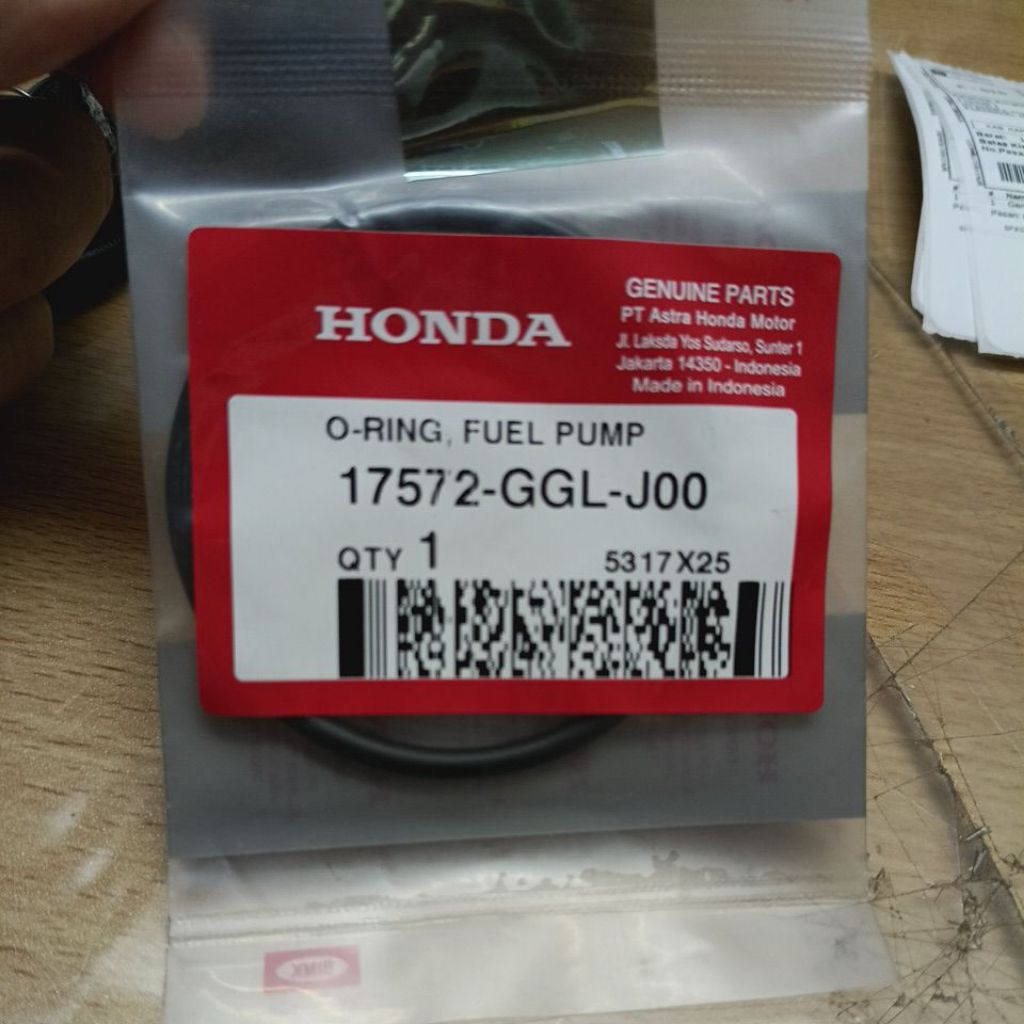 HONDA
GENUINE PARTS
PT Astra Honda Motor
Jl. Laksda Yos Sudarso, Sunter 1
Jakarta 14350 - Indonesia
Made in Indonesia
O-RING, FUEL PUMP
17572-GGL-J00
QTY 1
5317X25